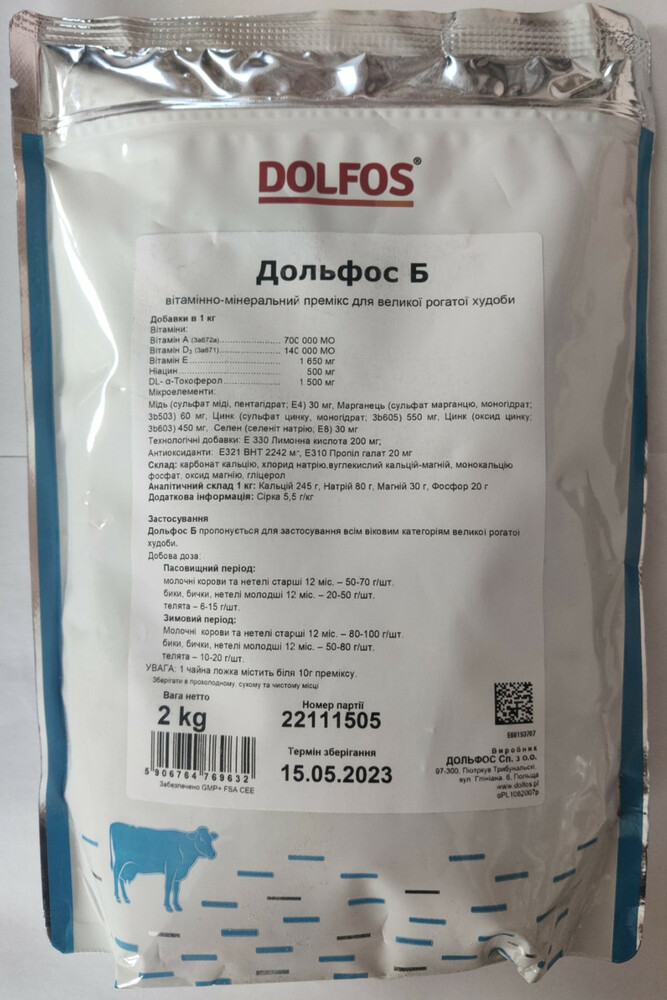 DOLFOS®
Дольфос Б
вітамінно-мінеральний премікс для великої рогатої худоби
Добавки в 1 кг
Вітаміни:
Вітамін А (3а672а)........................ 700 000 МО
Вітамін D₃ (3а671)........................ 140 000 МО
Вітамін Е........................ 1 650 мг
Ніацин........................ 500 мг
DL- α-Токоферол........................ 1 500 мг
Мікроелементи:
Мідь (сульфат міді, пентагідрат; Е4) 30 мг, Марганець (сульфат марганцю, моногідрат;
3b503) 60 мг, Цинк (сульфат цинку, моногідрат; 3b605) 550 мг, Цинк (оксид цинку;
3b603) 450 мг, Селен (селеніт натрію; Е8) 30 мг
Технологічні добавки: Е 330 Лимонна кислота 200 мг;
Антиоксиданти: Е321 ВНТ 2242 мг, Е310 Пропіл галат 20 мг
Склад: карбонат кальцію, хлорид натрію,вуглекислий кальцій-магній, монокальцію
фосфат, оксид магнію, гліцерол
Аналітичний склад 1 кг: Кальцій 245 г, Натрій 80 г, Магній 30 г, Фосфор 20 г
Додаткова інформація: Сірка 5,5 г/кг
Застосування
Дольфос Б пропонується для застосування всім віковим категоріям великої рогатої
худоби.
Добова доза:
Пасовищний період:
молочні корови та нетелі старші 12 міс. – 50-70 г/шт.
бики, бички, нетелі молодші 12 міс. – 20-50 г/шт.
телята – 6-15 г/шт.
Зимовий період:
Молочні корови та нетелі старші 12 міс. – 80-100 г/шт.
бики, бички, нетелі молодші 12 міс. – 50-80 г/шт.
телята – 10-20 г/шт.
УВАГА: 1 чайна ложка містить біля 10г преміксу.
Зберігати в прохолодному, сухому та чистому місці
Вага нетто
2 kg
Номер партії
22111505
Термін зберігання
15.05.2023
5 906764 769632
Забезпечено GMP+ FSA CEE
E00153707
Виробник
ДОЛЬФОС Сп. з о.о.
97-300, Піотркув Трибунальскі,
вул. Глініана 6, Польща
www.dolfos.pl
αPL1062007p